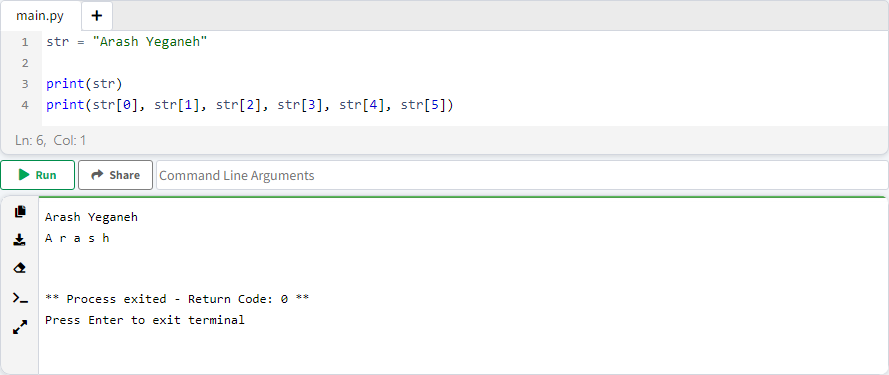 main.py +
1 str = "Arash Yeganeh"
2
3 print(str)
4 print(str[0], str[1], str[2], str[3], str[4], str[5])
Ln: 6, Col: 1
Run Share Command Line Arguments
Arash Yeganeh
A r a s h
** Process exited - Return Code: 0 **
Press Enter to exit terminal